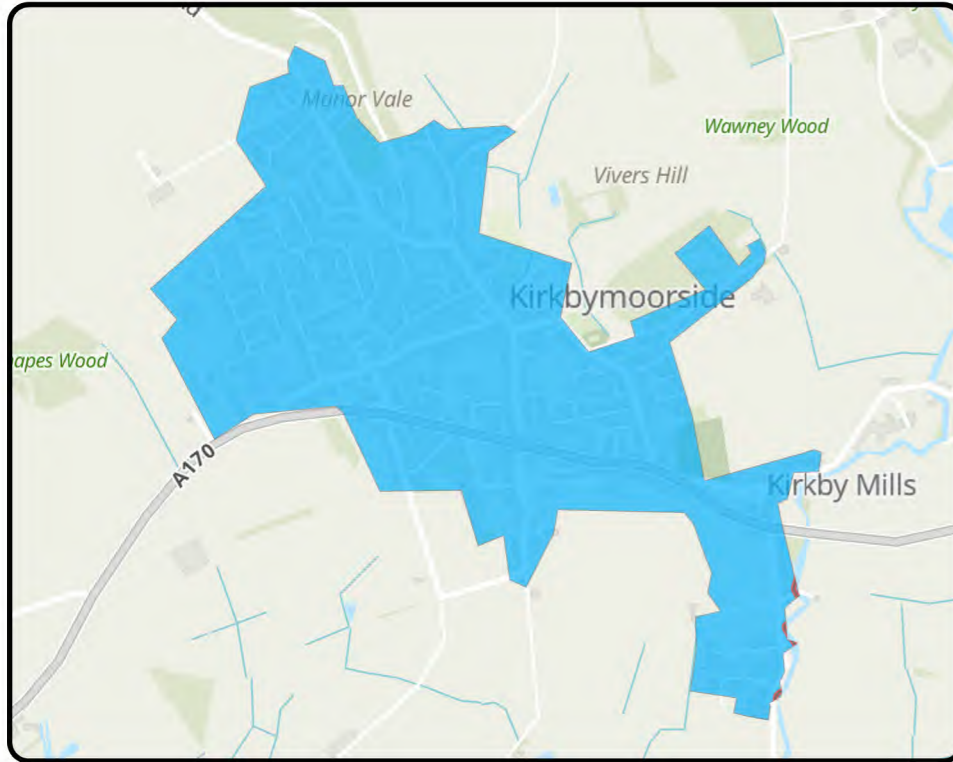 Manor Vale
Wawney Wood
Vivers Hill
Kirkbymoorside
apes Wood
A170
Kirkby Mills